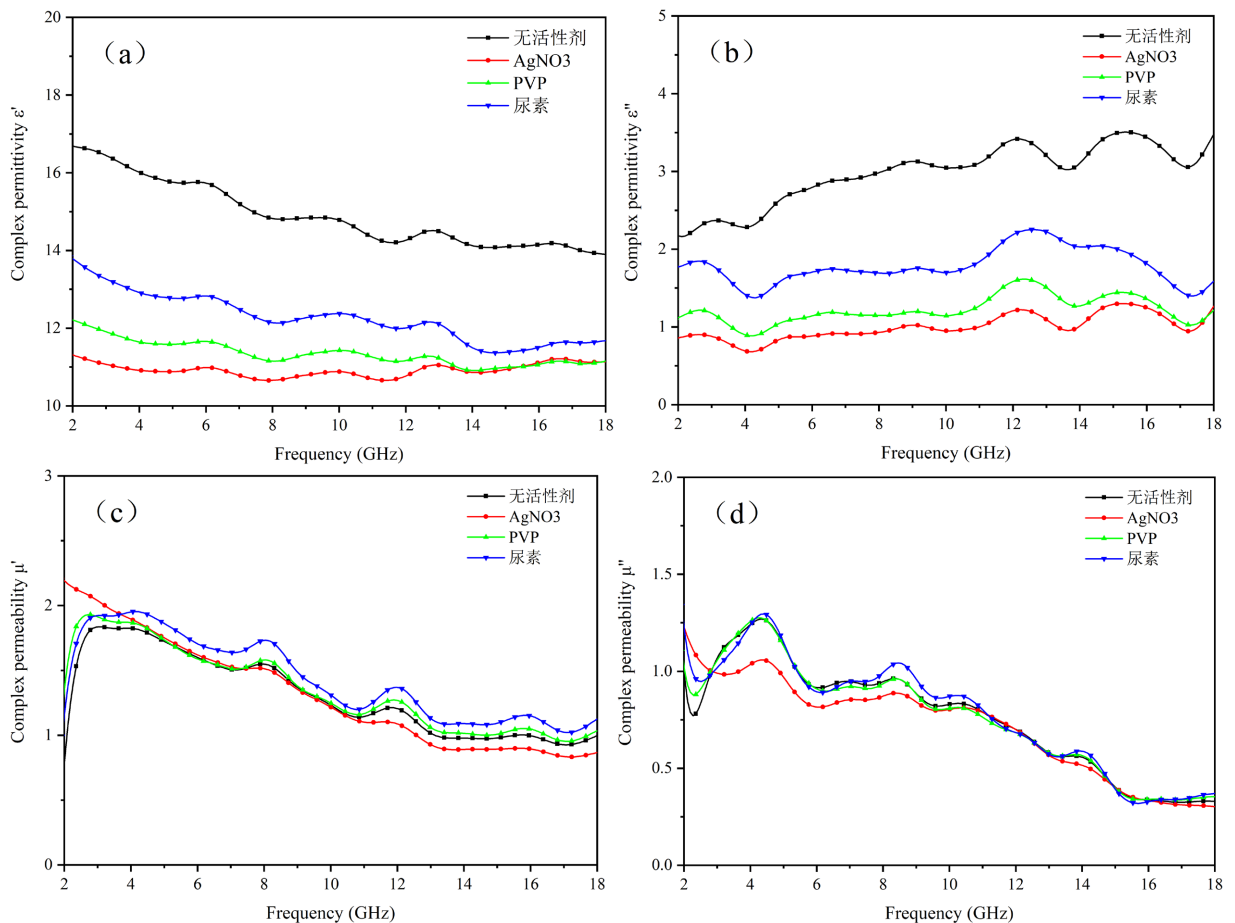 (a)
无活性剂
AgNO3
PVP
尿素
Complex permittivity ε'
20
18
16
14
12
10
2 4 6 8 10 12 14 16 18
Frequency (GHz)
(b)
无活性剂
AgNO3
PVP
尿素
Complex permittivity ε"
5
4
3
2
1
0
2 4 6 8 10 12 14 16 18
Frequency (GHz)
(c)
无活性剂
AgNO3
PVP
尿素
Complex permeability μ'
3
2
1
0
2 4 6 8 10 12 14 16 18
Frequency (GHz)
(d)
无活性剂
AgNO3
PVP
尿素
Complex permeability μ"
2.0
1.5
1.0
0.5
0.0
2 4 6 8 10 12 14 16 18
Frequency (GHz)